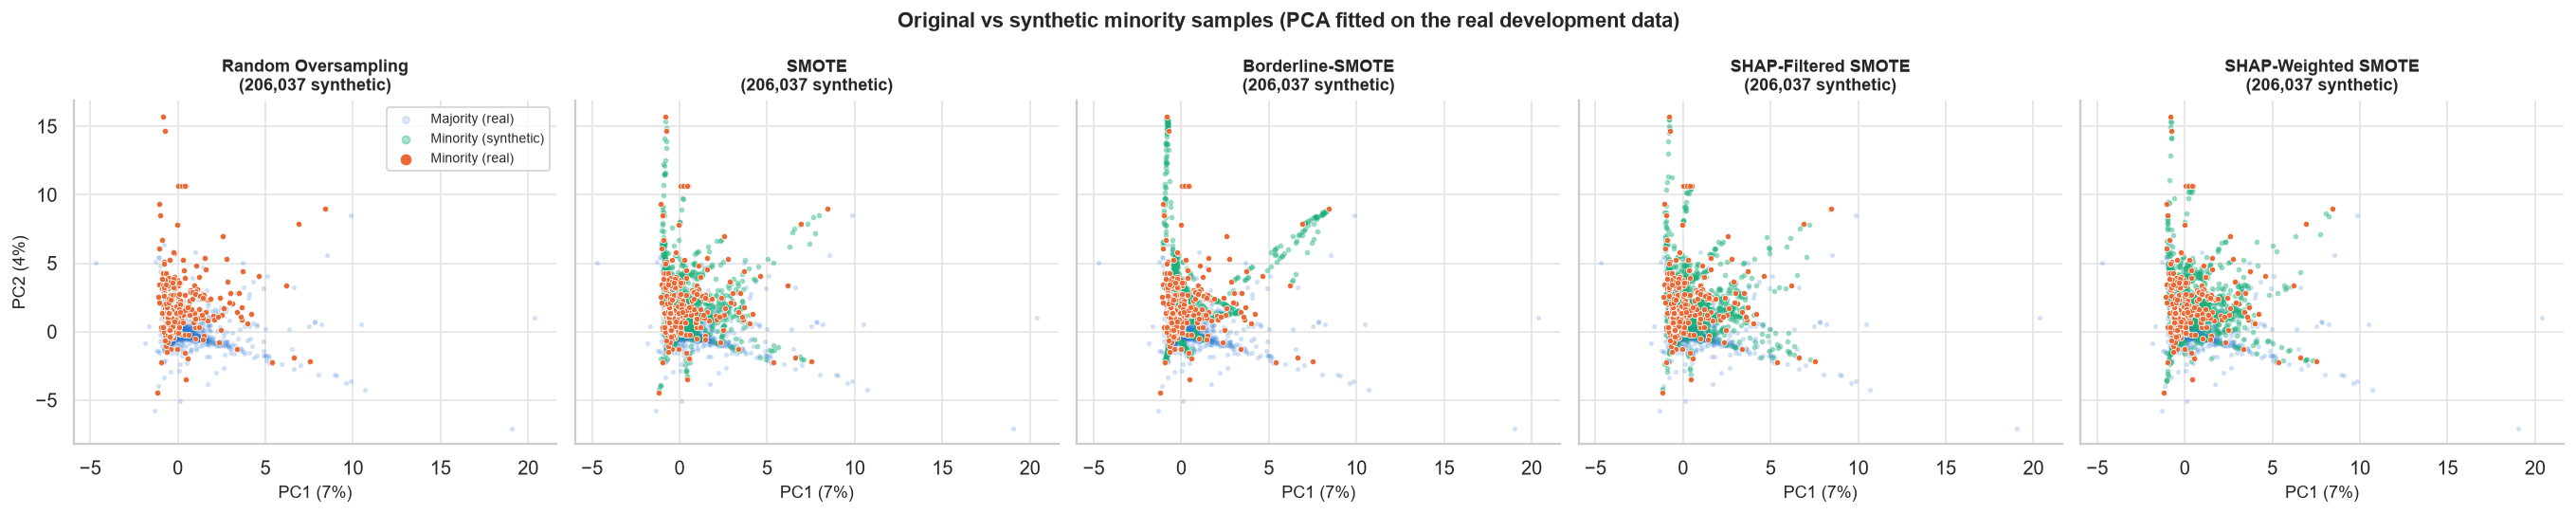 Original vs synthetic minority samples (PCA fitted on the real development data)
Random Oversampling
(206,037 synthetic)
SMOTE
(206,037 synthetic)
Borderline-SMOTE
(206,037 synthetic)
SHAP-Filtered SMOTE
(206,037 synthetic)
SHAP-Weighted SMOTE
(206,037 synthetic)
Majority (real)
Minority (synthetic)
Minority (real)
PC2 (4%)
15
10
5
0
−5
−5 0 5 10 15 20
−5 0 5 10 15 20
−5 0 5 10 15 20
−5 0 5 10 15 20
−5 0 5 10 15 20
PC1 (7%)
PC1 (7%)
PC1 (7%)
PC1 (7%)
PC1 (7%)